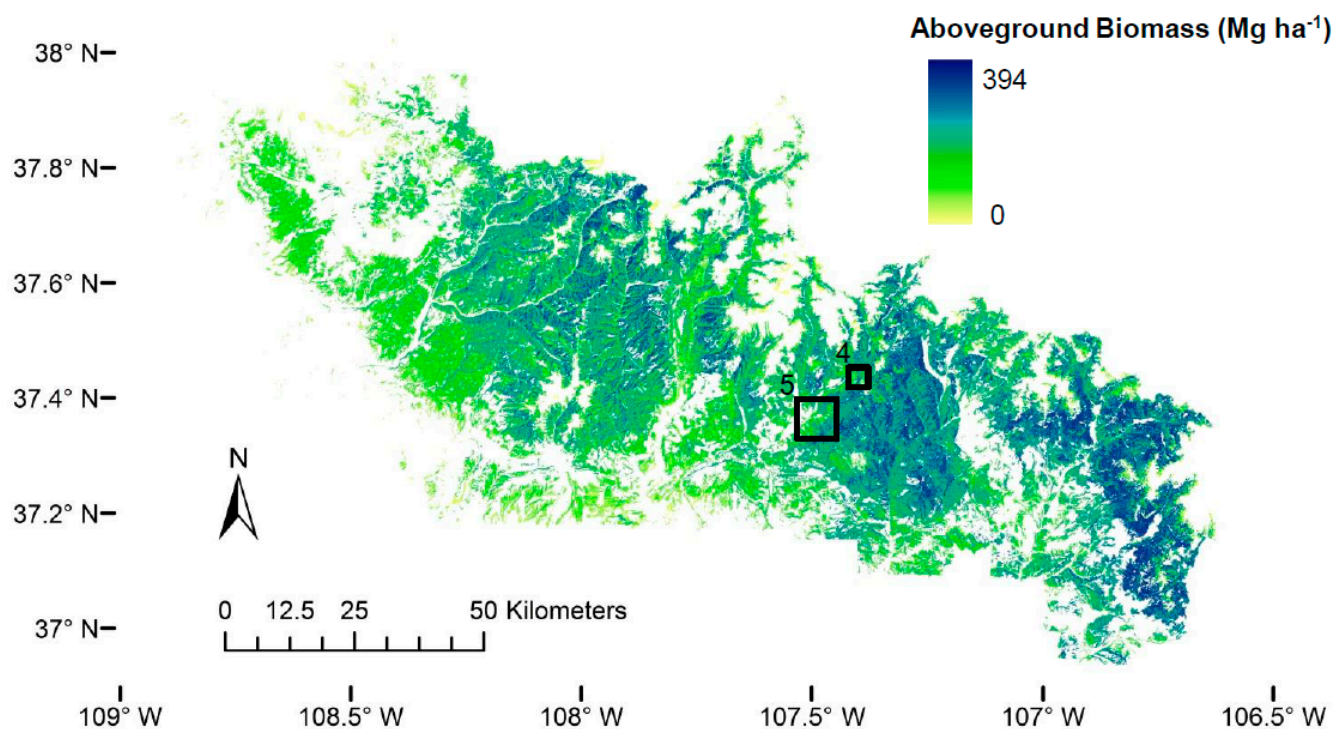 Aboveground Biomass (Mg ha⁻¹)
394
0
38° N
37.8° N
37.6° N
37.4° N
37.2° N
37° N
4
5
N
0 12.5 25 50 Kilometers
109° W 108.5° W 108° W 107.5° W 107° W 106.5° W